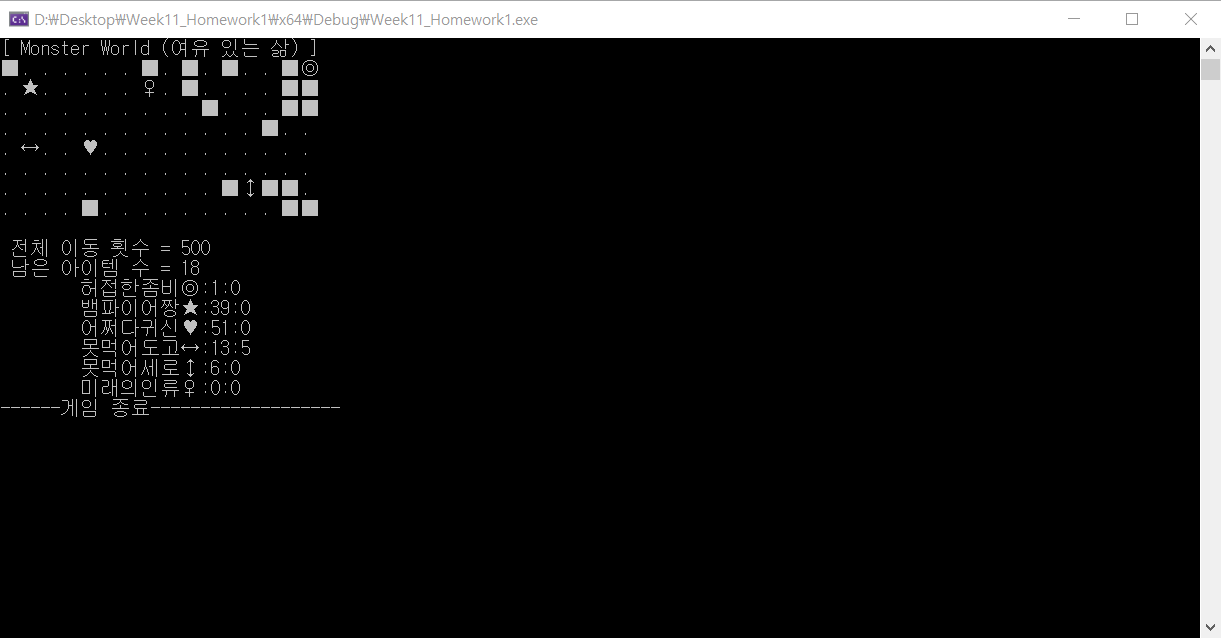 D:\Desktop\Week11_Homework1\x64\Debug\Week11_Homework1.exe
[ Monster World (여유 있는 삶) ]
■. . . . . . ■. ■. ■. . ■◎
. ★. . . . . ♀. ■. . . . ■■
. . . . . . . . . . ■. . . ■■
. . . . . . . . . . . . . ■. .
. ↔. . ♥. . . . . . . . . . .
. . . . . . . . . . . . . . . .
. . . . . . . . . . . ■↕■■.
. . . . ■. . . . . . . . . ■■
전체 이동 횟수 = 500
남은 아이템 수 = 18
허접한좀비◎:1:0
뱀파이어짱★:39:0
어쩌다귀신♥:51:0
못먹어도고↔:13:5
못먹어세로↕:6:0
미래의인류♀:0:0
------게임 종료-------------------